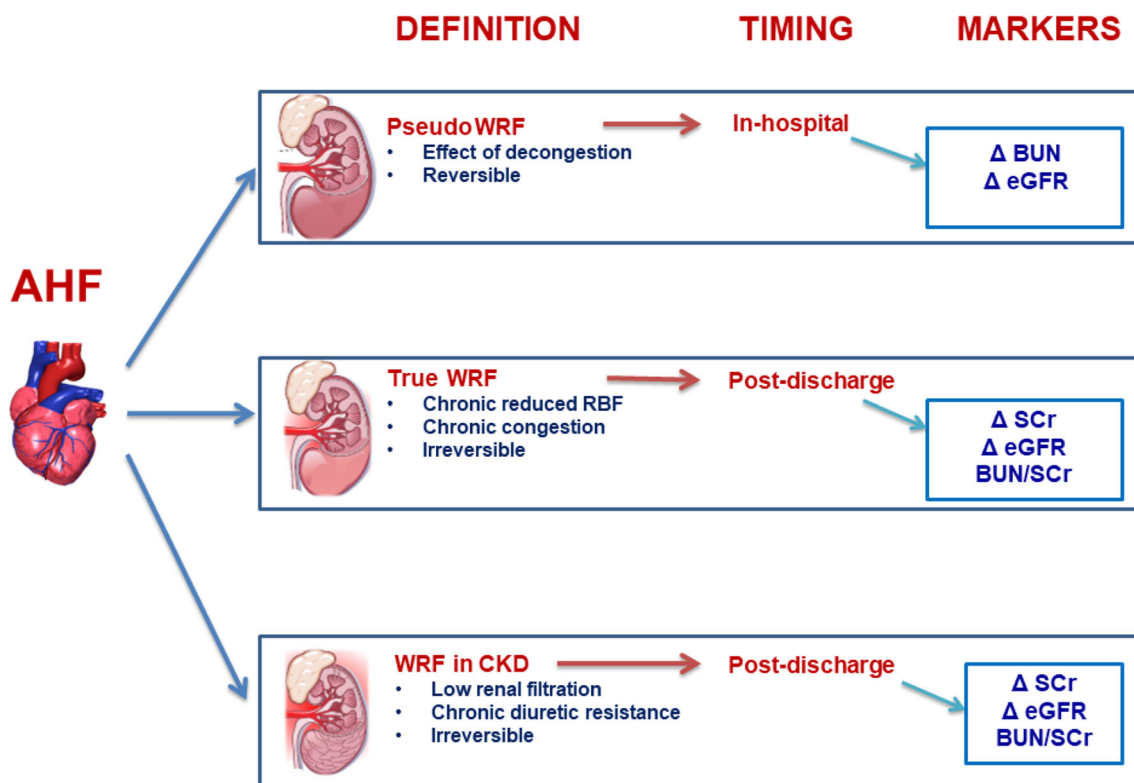 DEFINITION TIMING MARKERS
Pseudo WRF In-hospital
• Effect of decongestion
• Reversible
Δ BUN
Δ eGFR
AHF
True WRF Post-discharge
• Chronic reduced RBF
• Chronic congestion
• Irreversible
Δ SCr
Δ eGFR
BUN/SCr
WRF in CKD Post-discharge
• Low renal filtration
• Chronic diuretic resistance
• Irreversible
Δ SCr
Δ eGFR
BUN/SCr